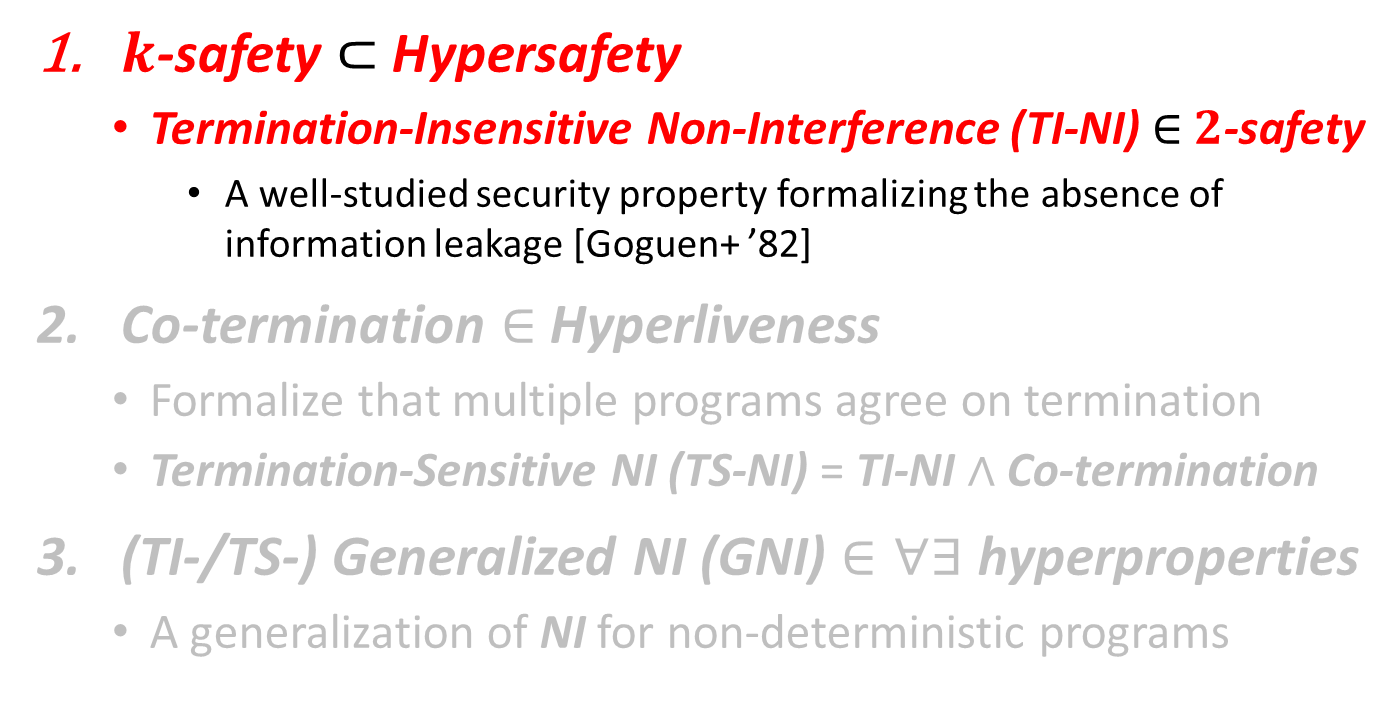 1. k-safety ⊂ Hypersafety
• Termination-Insensitive Non-Interference (TI-NI) ∈ 2-safety
• A well-studied security property formalizing the absence of
information leakage [Goguen+ ’82]
2. Co-termination ∈ Hyperliveness
• Formalize that multiple programs agree on termination
• Termination-Sensitive NI (TS-NI) = TI-NI ∧ Co-termination
3. (TI-/TS-) Generalized NI (GNI) ∈ ∀∃ hyperproperties
• A generalization of NI for non-deterministic programs